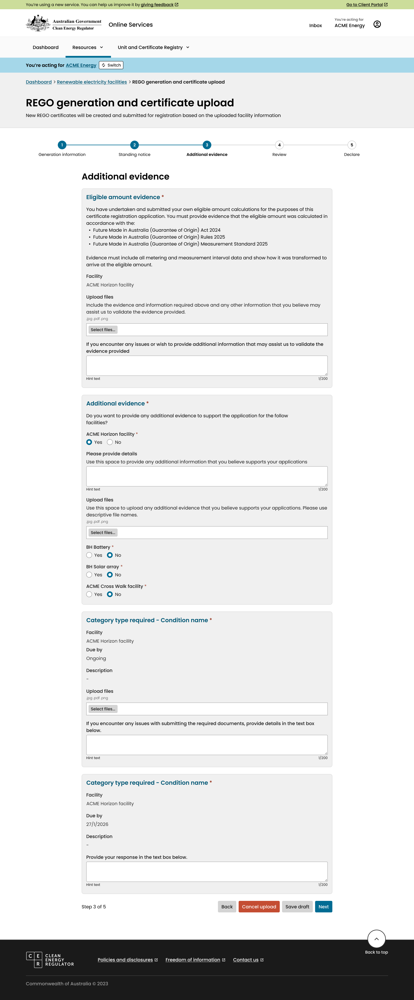 You're using a new service. You can help us improve it by giving feedback
Go to Client Portal
Australian Government
Clean Energy Regulator
Online Services
Inbox
You're acting for
ACME Energy
Dashboard
Resources
Unit and Certificate Registry
You're acting for ACME Energy
Switch
Dashboard > Renewable electricity facilities > REGO generation and certificate upload
REGO generation and certificate upload
New REGO certificates will be created and submitted for registration based on the uploaded facility information
1
2
3
4
5
Generation information
Standing notice
Additional evidence
Review
Declare
Additional evidence
Eligible amount evidence *
You have undertaken and submitted your own eligible amount calculations for the purposes of this
certificate registration application. You must provide evidence that the eligible amount was calculated in
accordance with the:
• Future Made in Australia (Guarantee of Origin) Act 2024
• Future Made in Australia (Guarantee of Origin) Rules 2025
• Future Made in Australia (Guarantee of Origin) Measurement Standard 2025
Evidence must include all metering and measurement interval data and show how it was transformed to
arrive at the eligible amount.
Facility
ACME Horizon facility
Upload files
Include the evidence and information required above and any other information that you believe may
assist us to validate the evidence provided.
.jpg .pdf .png
Select files...
If you encounter any issues or wish to provide additional information that may assist us to validate the
evidence provided
Hint text
1/200
Additional evidence *
Do you want to provide any additional evidence to support the application for the follow
facilities?
ACME Horizon facility *
Yes No
Please provide details
Use this space to provide any additional information that you believe supports your applications
Hint text
1/200
Upload files
Use this space to upload any additional evidence that you believe supports your applications. Please use
descriptive file names.
.jpg .pdf .png
Select files...
BH Battery *
Yes No
BH Solar array *
Yes No
ACME Cross Walk facility *
Yes No
Category type required - Condition name *
Facility
ACME Horizon facility
Due by
Ongoing
Description
-
Upload files
.jpg .pdf .png
Select files...
If you encounter any issues with submitting the required documents, provide details in the text box
below.
Hint text
1/200
Category type required - Condition name *
Facility
ACME Horizon facility
Due by
27/1/2026
Description
-
Provide your response in the text box below.
Hint text
1/200
Step 3 of 5
Back
Cancel upload
Save draft
Next
Back to top
CER
CLEAN
ENERGY
REGULATOR
Policies and disclosures
Freedom of information
Contact us
Commonwealth of Australia © 2023